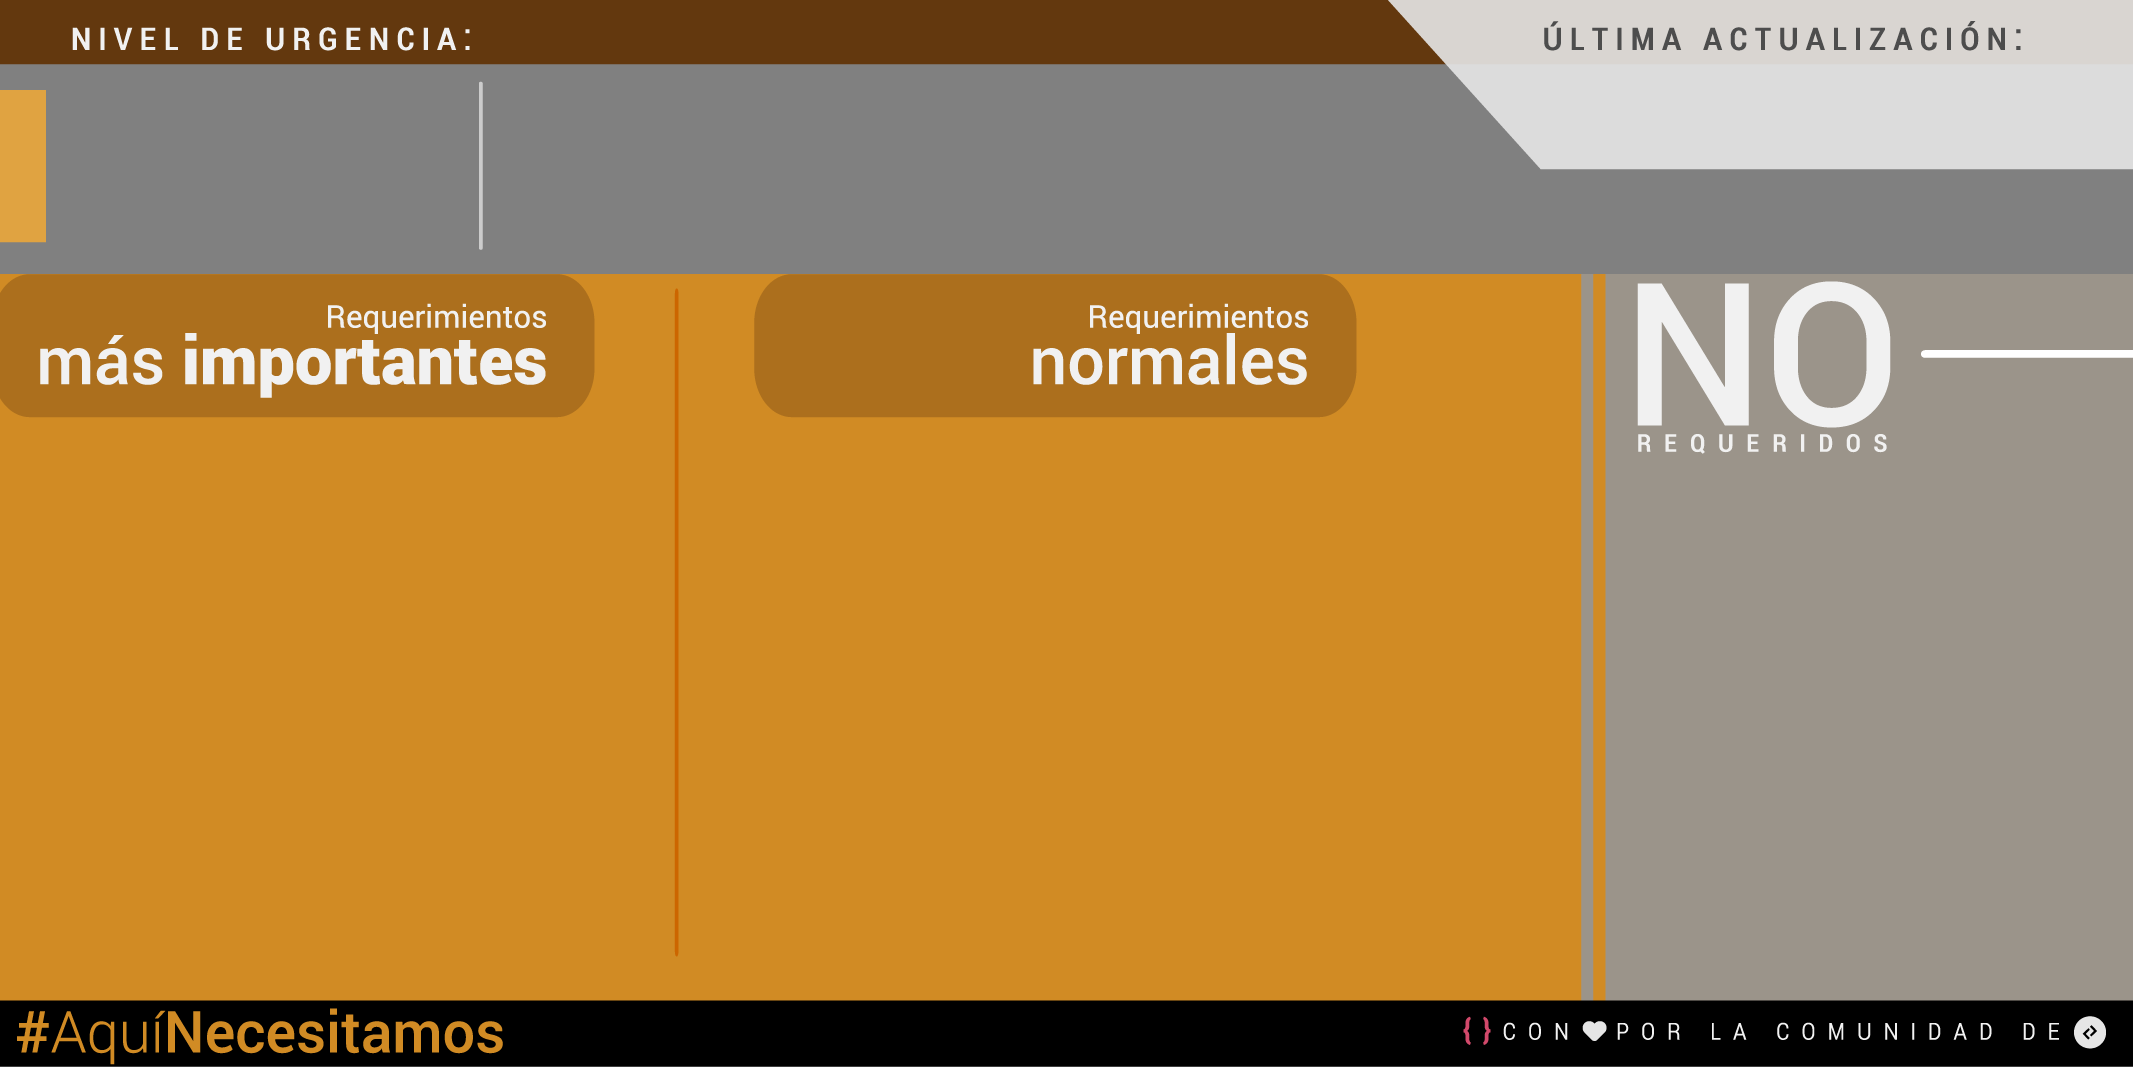 NIVEL DE URGENCIA:
ÚLTIMA ACTUALIZACIÓN:
Requerimientos
más importantes
Requerimientos
normales
NO
REQUERIDOS
#AquíNecesitamos
{ } CON POR LA COMUNIDAD DE